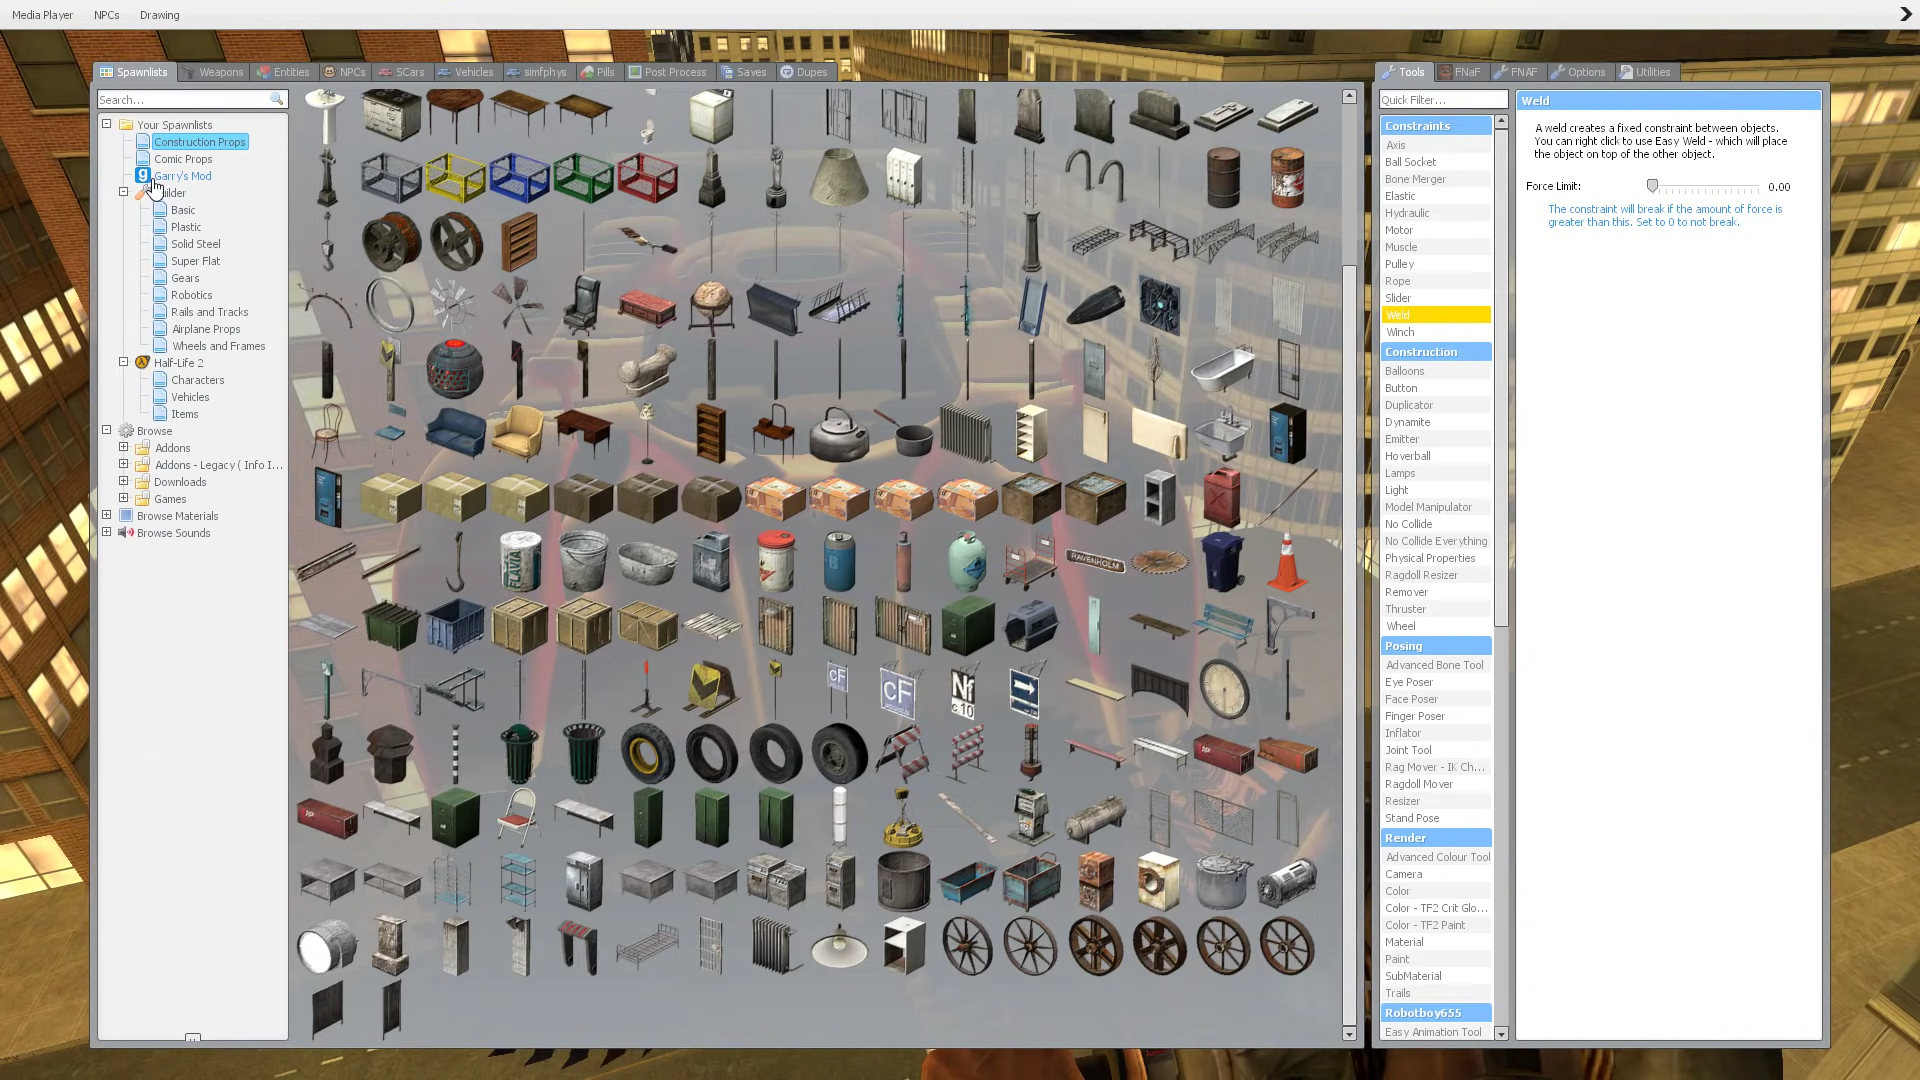 Media Player NPCs Drawing
Spawnlists Weapons Entities NPCs SCars Vehicles simfphys Pills Post Process Saves Dupes
Tools FNaF FNAF Options Utilities
Search...
Your Spawnlists
Construction Props
Comic Props
Garry's Mod
ilder
Basic
Plastic
Solid Steel
Super Flat
Gears
Robotics
Rails and Tracks
Airplane Props
Wheels and Frames
Half-Life 2
Characters
Vehicles
Items
Browse
Addons
Addons - Legacy ( Info I...
Downloads
Games
Browse Materials
Browse Sounds
RAVENHOLM
cF
cF
Nf
c 10
Quick Filter...
Constraints
Axis
Ball Socket
Bone Merger
Elastic
Hydraulic
Motor
Muscle
Pulley
Rope
Slider
Weld
Winch
Construction
Balloons
Button
Duplicator
Dynamite
Emitter
Hoverball
Lamps
Light
Model Manipulator
No Collide
No Collide Everything
Physical Properties
Ragdoll Resizer
Remover
Thruster
Wheel
Posing
Advanced Bone Tool
Eye Poser
Face Poser
Finger Poser
Inflator
Joint Tool
Rag Mover - IK Ch...
Ragdoll Mover
Resizer
Stand Pose
Render
Advanced Colour Tool
Camera
Color
Color - TF2 Crit Glo...
Color - TF2 Paint
Material
Paint
SubMaterial
Trails
Robotboy655
Easy Animation Tool
Weld
A weld creates a fixed constraint between objects.
You can right click to use Easy Weld - which will place
the object on top of the other object.
Force Limit: 0.00
The constraint will break if the amount of force is
greater than this. Set to 0 to not break.